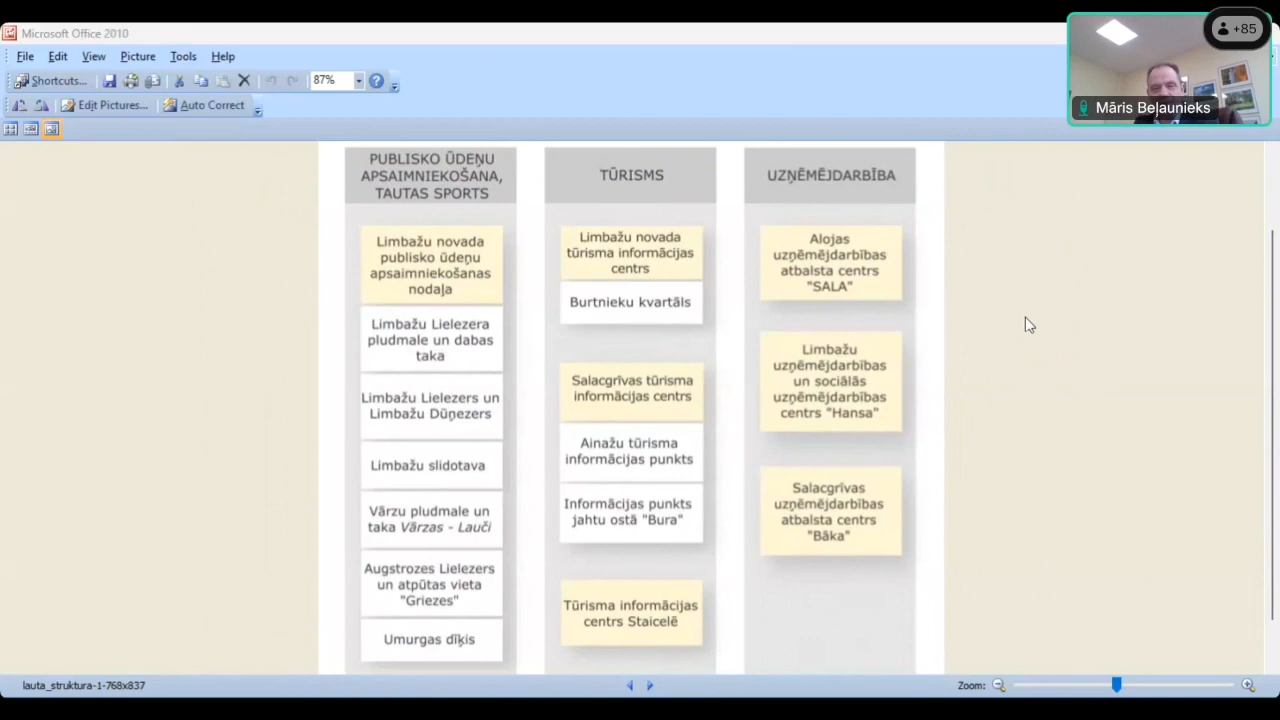 Microsoft Office 2010
+85
File Edit View Picture Tools Help
Shortcuts... 87%
Edit Pictures... Auto Correct
Māris Beļaunieks
PUBLISKO ŪDEŅU
APSAIMNIEKOŠANA,
TAUTAS SPORTS
Limbažu novada
publisko ūdeņu
apsaimniekošanas
nodaļa
Limbažu Lielezera
pludmale un dabas
taka
Limbažu Lielezers un
Limbažu Dūņezers
Limbažu slidotava
Vārzu pludmale un
taka Vārzas - Lauči
Augstrozes Lielezers
un atpūtas vieta
"Griezes"
Umurgas dīķis
TŪRISMS
Limbažu novada
tūrisma informācijas
centrs
Burtnieku kvartāls
Salacgrīvas tūrisma
informācijas centrs
Ainažu tūrisma
informācijas punkts
Informācijas punkts
jahtu ostā "Bura"
Tūrisma informācijas
centrs Staicelē
UZŅĒMĒJDARBĪBA
Alojas
uzņēmējdarbības
atbalsta centrs
"SALA"
Limbažu
uzņēmējdarbības
un sociālās
uzņēmējdarbības
centrs "Hansa"
Salacgrīvas
uzņēmējdarbības
atbalsta centrs
"Bāka"
lauta_struktura-1-768x837
Zoom: